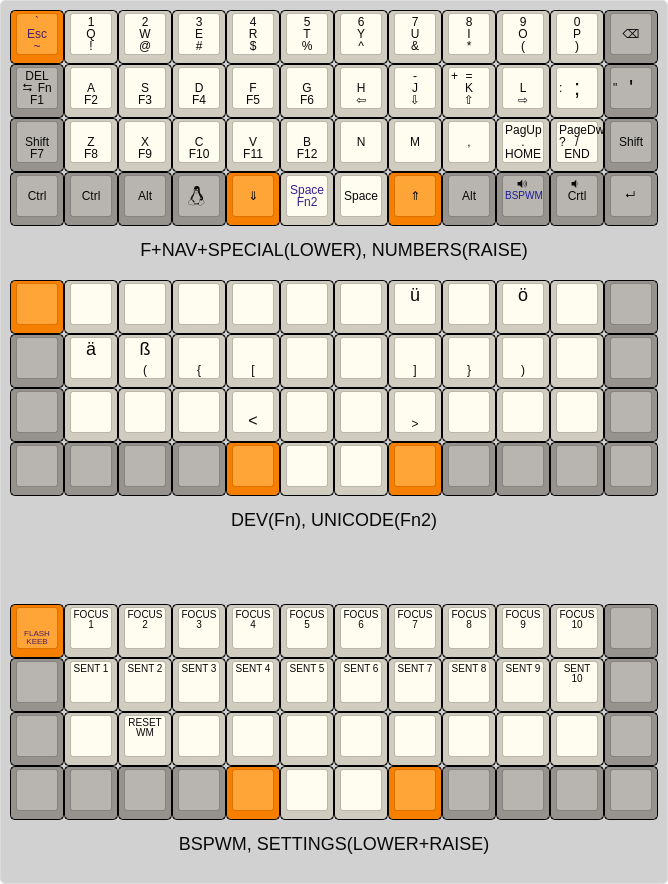 ` 1 2 3 4 5 6 7 8 9 0
Esc Q W E R T Y U I O P ⌫
~ ! @ # $ % ^ & * ( )
DEL - + = 
⇆ Fn A S D F G H J K L : ; " '
F1 F2 F3 F4 F5 F6 ⇦ ⇩ ⇧ ⇨
PagUp PageDw
Shift Z X C V B N M , . ? / Shift
F7 F8 F9 F10 F11 F12 HOME END
Ctrl Ctrl Alt ⇓ Space Space ⇑ Alt BSPWM Crtl ↵
Fn2
F+NAV+SPECIAL(LOWER), NUMBERS(RAISE)
ü ö
ä ß
( { [ ] } )
< >
DEV(Fn), UNICODE(Fn2)
FOCUS FOCUS FOCUS FOCUS FOCUS FOCUS FOCUS FOCUS FOCUS FOCUS
1 2 3 4 5 6 7 8 9 10
FLASH
KEEB
SENT 1 SENT 2 SENT 3 SENT 4 SENT 5 SENT 6 SENT 7 SENT 8 SENT 9 SENT
10
RESET
WM
BSPWM, SETTINGS(LOWER+RAISE)